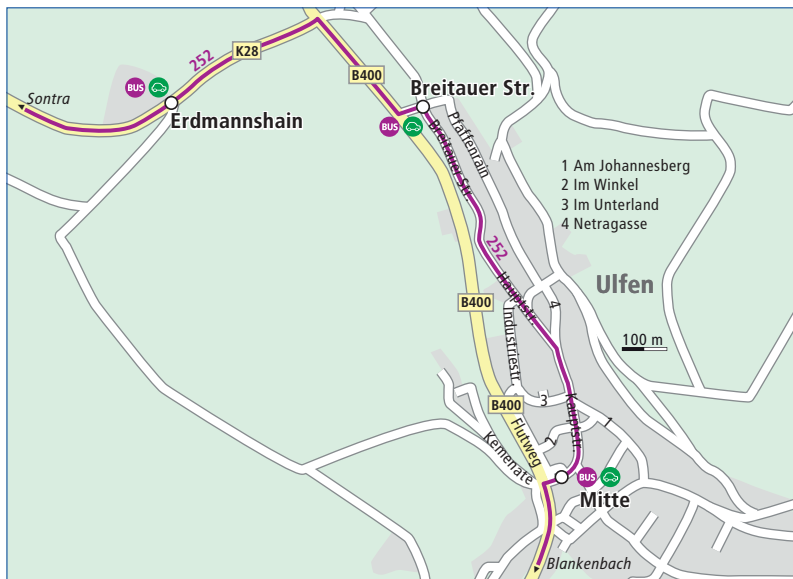 252
K28
BUS
Sontra
Erdmannshain
B400
Breitauer Str.
BUS
Breitauer Str.
Pfaffenrain
1 Am Johannesberg
2 Im Winkel
3 Im Unterland
4 Netragasse
252
Ulfen
B400
Hauptstr.
4
Industriestr.
100 m
B400
3
Kauptstr.
1
Flutweg
2
Kemenate
BUS
Mitte
Blankenbach